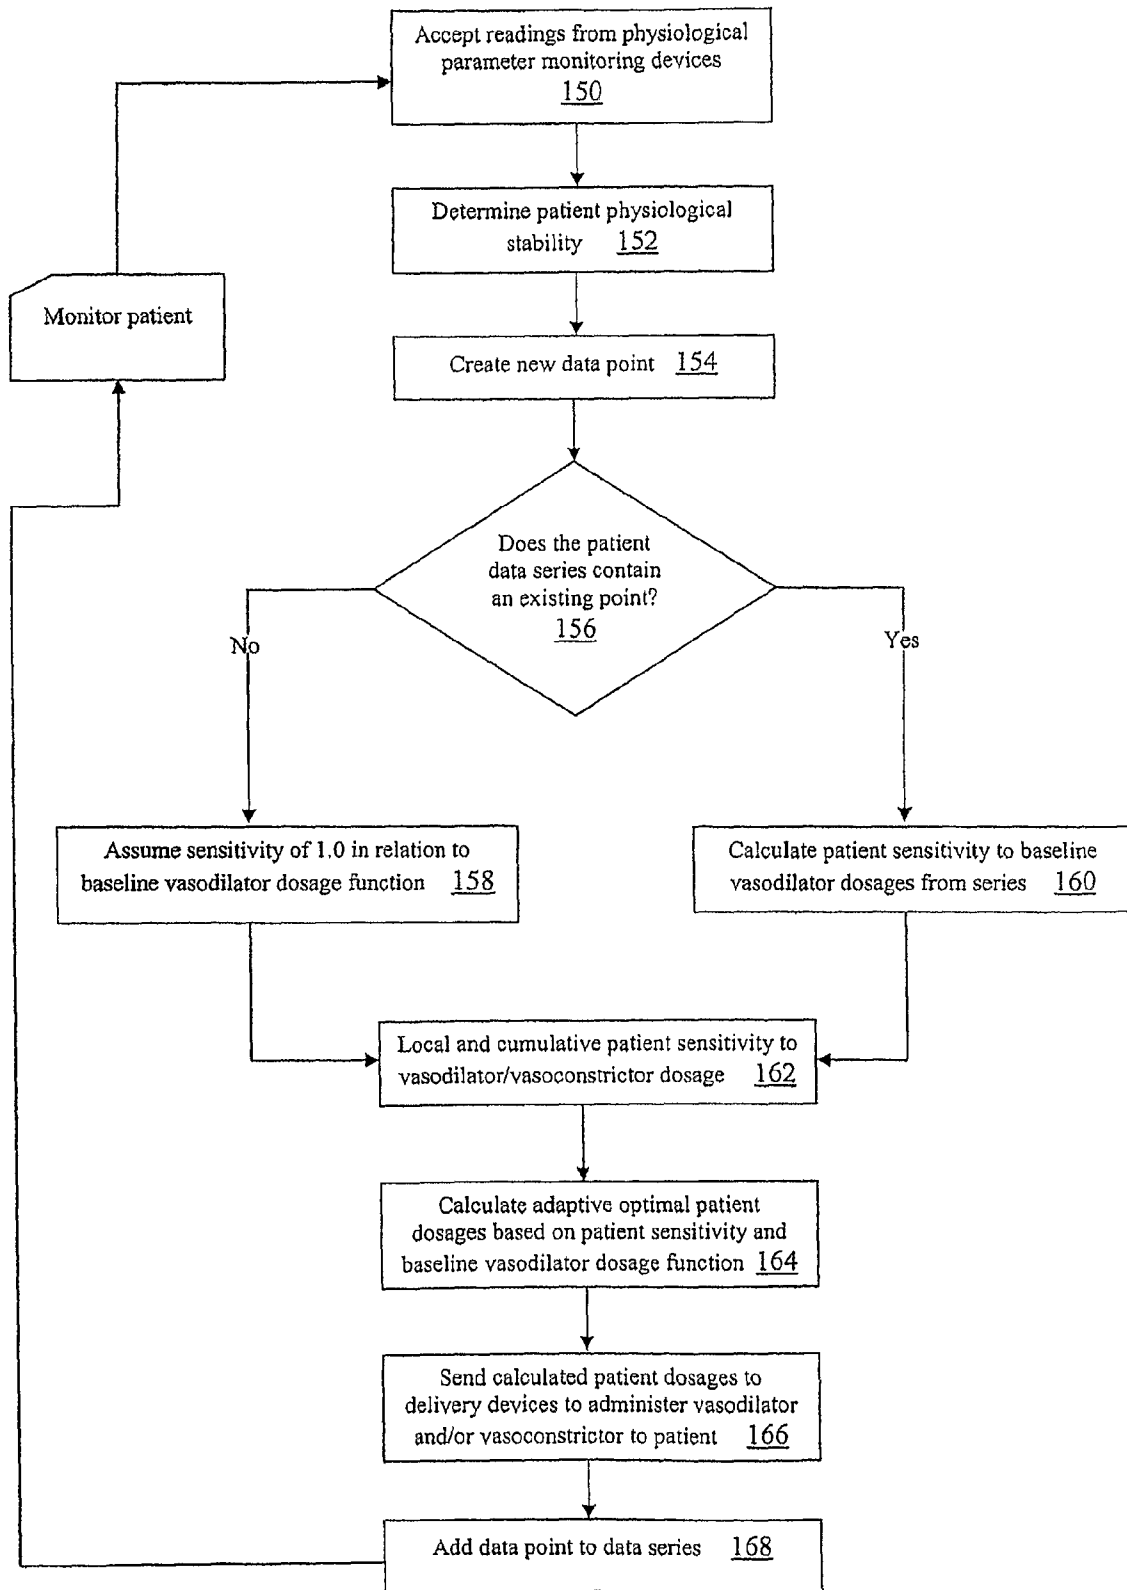 Accept readings from physiological
parameter monitoring devices
150
Determine patient physiological
stability 152
Monitor patient
Create new data point 154
Does the patient
data series contain
an existing point?
156
No
Yes
Assume sensitivity of 1.0 in relation to
baseline vasodilator dosage function 158
Calculate patient sensitivity to baseline
vasodilator dosages from series 160
Local and cumulative patient sensitivity to
vasodilator/vasoconstrictor dosage 162
Calculate adaptive optimal patient
dosages based on patient sensitivity and
baseline vasodilator dosage function 164
Send calculated patient dosages to
delivery devices to administer vasodilator
and/or vasoconstrictor to patient 166
Add data point to data series 168